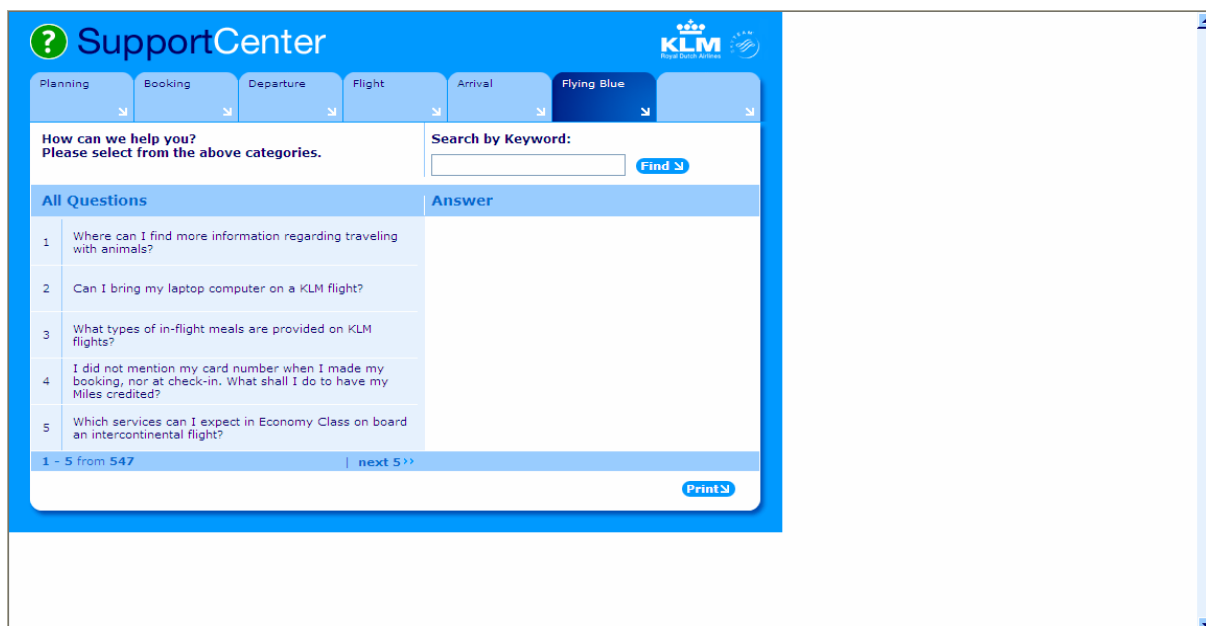 ? SupportCenter
KLM
Royal Dutch Airlines
Planning
Booking
Departure
Flight
Arrival
Flying Blue
How can we help you?
Please select from the above categories.
Search by Keyword:
Find
All Questions
Answer
1
Where can I find more information regarding traveling
with animals?
2
Can I bring my laptop computer on a KLM flight?
3
What types of in-flight meals are provided on KLM
flights?
4
I did not mention my card number when I made my
booking, nor at check-in. What shall I do to have my
Miles credited?
5
Which services can I expect in Economy Class on board
an intercontinental flight?
1 - 5 from 547
| next 5››
Print